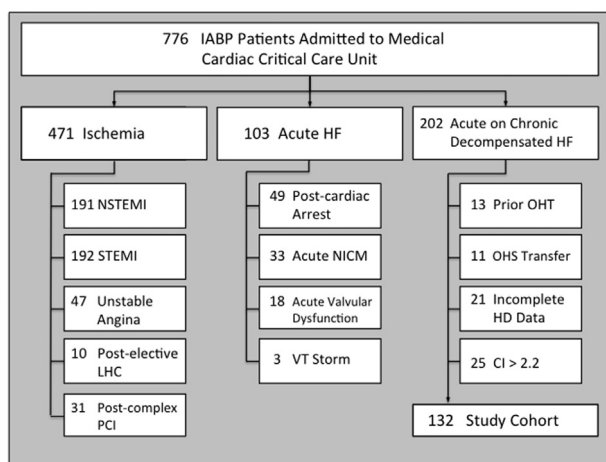 776 IABP Patients Admitted to Medical
Cardiac Critical Care Unit
471 Ischemia
191 NSTEMI
192 STEMI
47 Unstable
Angina
10 Post-elective
LHC
31 Post-complex
PCI
103 Acute HF
49 Post-cardiac
Arrest
33 Acute NICM
18 Acute Valvular
Dysfunction
3 VT Storm
202 Acute on Chronic
Decompensated HF
13 Prior OHT
11 OHS Transfer
21 Incomplete
HD Data
25 CI > 2.2
132 Study Cohort